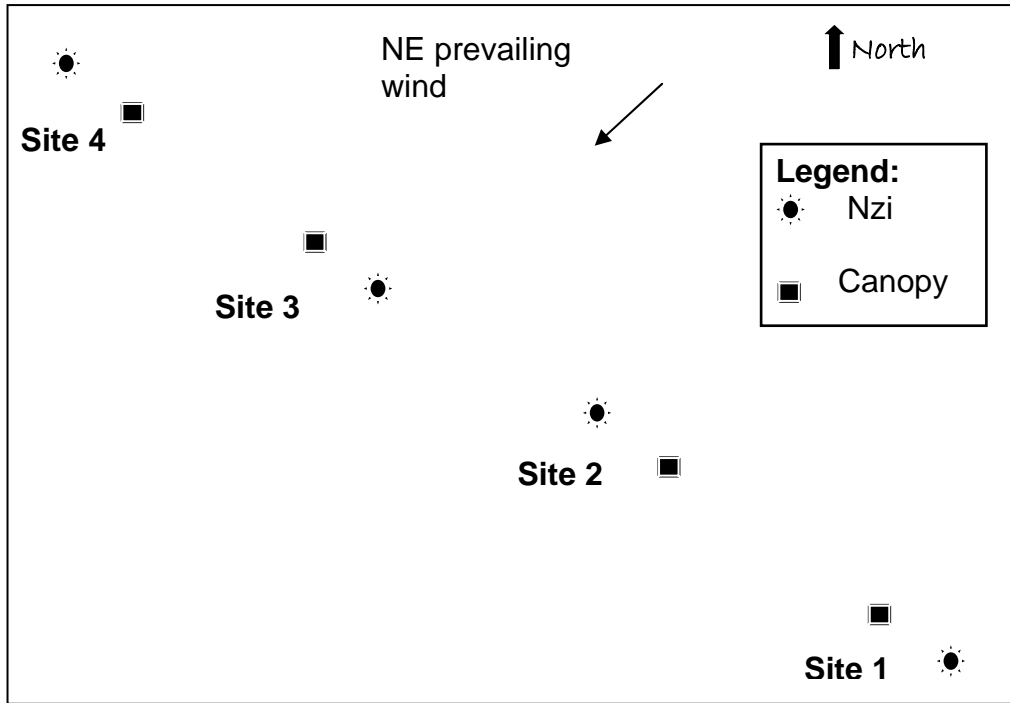 NE prevailing
wind
North
Site 4
Legend:
Nzi
Canopy
Site 3
Site 2
Site 1